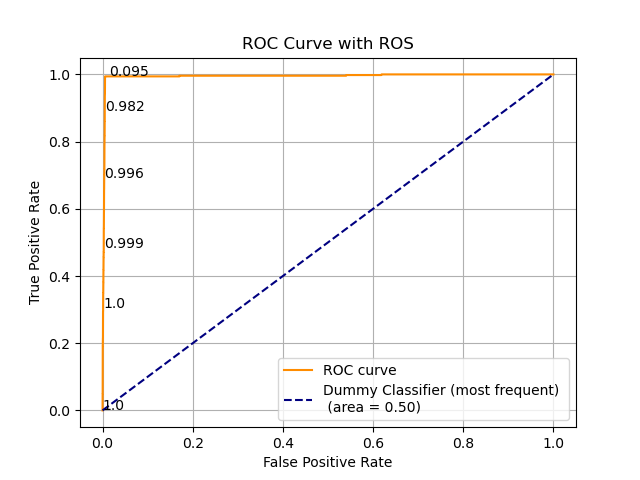 ROC Curve with ROS
True Positive Rate
1.0
0.8
0.6
0.4
0.2
0.0
0.095
0.982
0.996
0.999
1.0
1.0
ROC curve
Dummy Classifier (most frequent)
(area = 0.50)
0.0 0.2 0.4 0.6 0.8 1.0
False Positive Rate